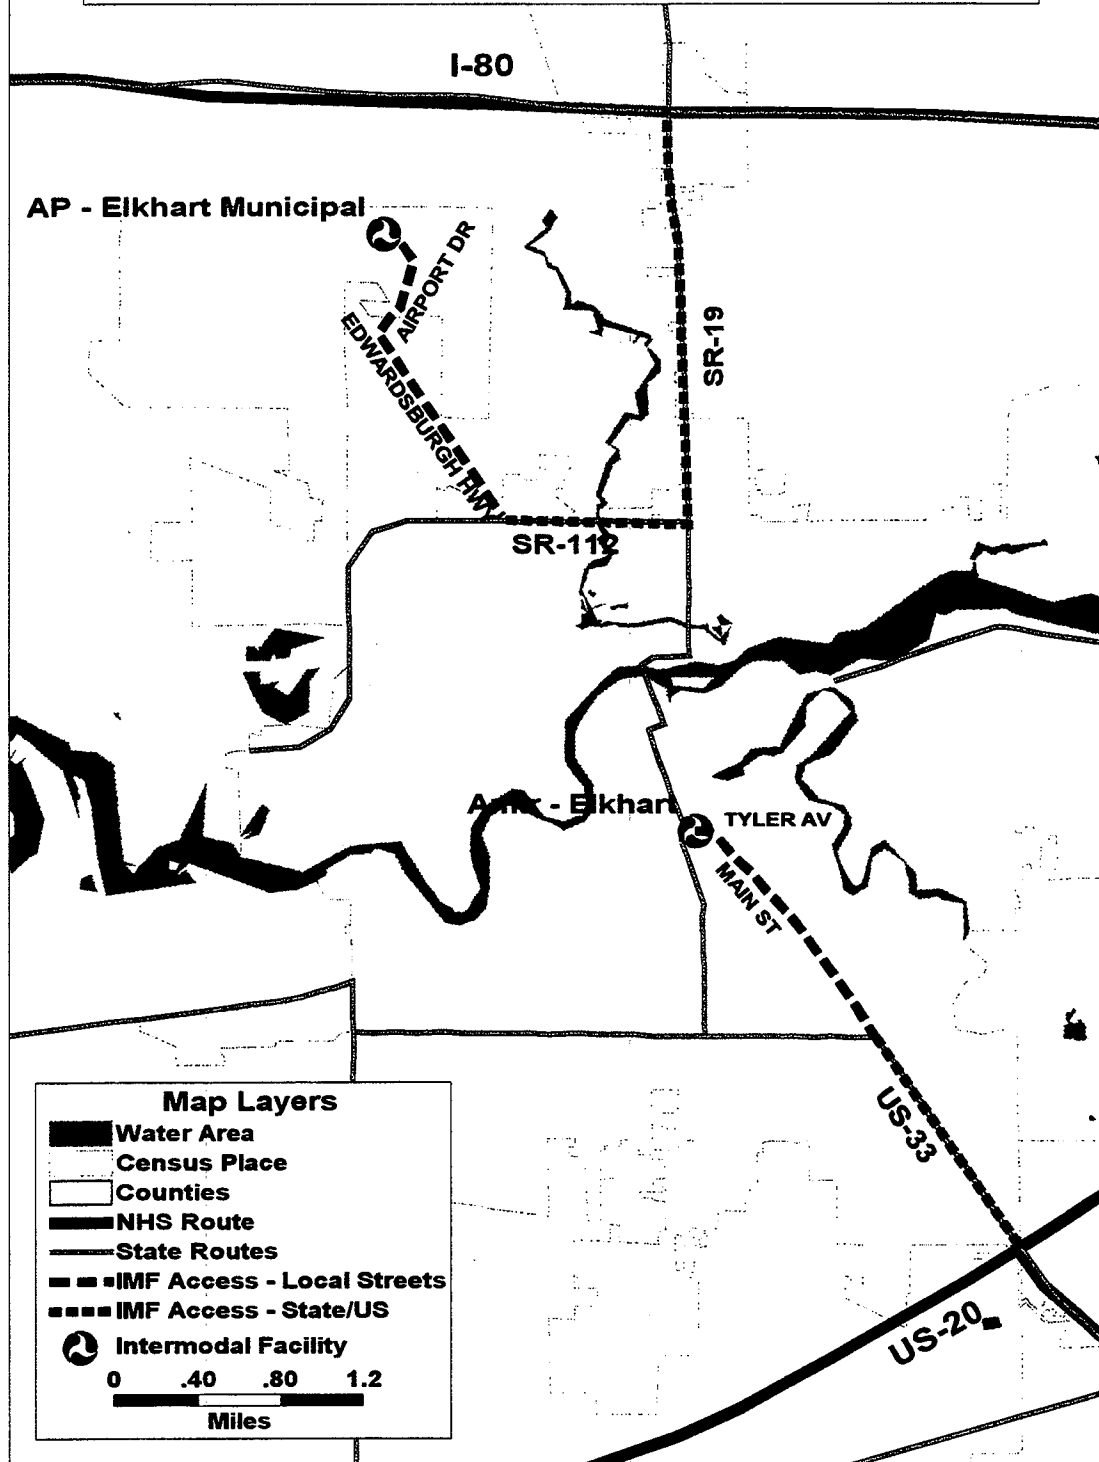 I-80
AP - Elkhart Municipal
AIRPORT DR
EDWARDSBURGH HWY
SR-19
SR-112
Amtr - Elkhart
TYLER AV
MAIN ST
US-33
US-20
Map Layers
Water Area
Census Place
Counties
NHS Route
State Routes
IMF Access - Local Streets
IMF Access - State/US
Intermodal Facility
0 .40 .80 1.2
Miles